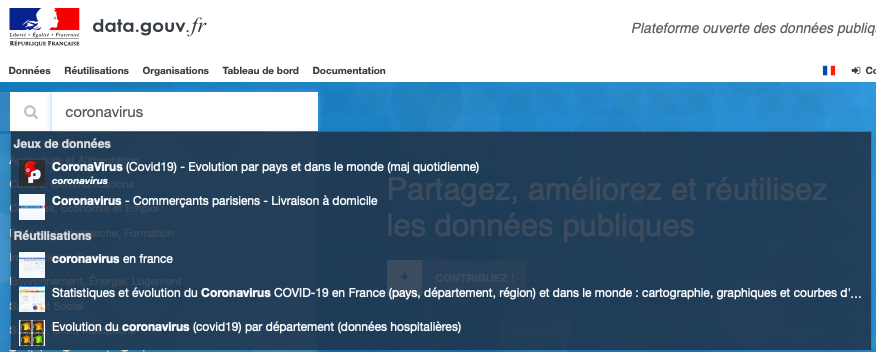 Liberté • Égalité • Fraternité
RÉPUBLIQUE FRANÇAISE
data.gouv.fr
Plateforme ouverte des données publiq
Données Réutilisations Organisations Tableau de bord Documentation
Co
coronavirus
Jeux de données
CoronaVirus (Covid19) - Evolution par pays et dans le monde (maj quotidienne)
coronavirus
Coronavirus - Commerçants parisiens - Livraison à domicile
Partagez, améliorez et réutilisez
les données publiques
Réutilisations
coronavirus en france
CONTRIBUEZ !
Statistiques et évolution du Coronavirus COVID-19 en France (pays, département, région) et dans le monde : cartographie, graphiques et courbes d'...
Evolution du coronavirus (covid19) par département (données hospitalières)